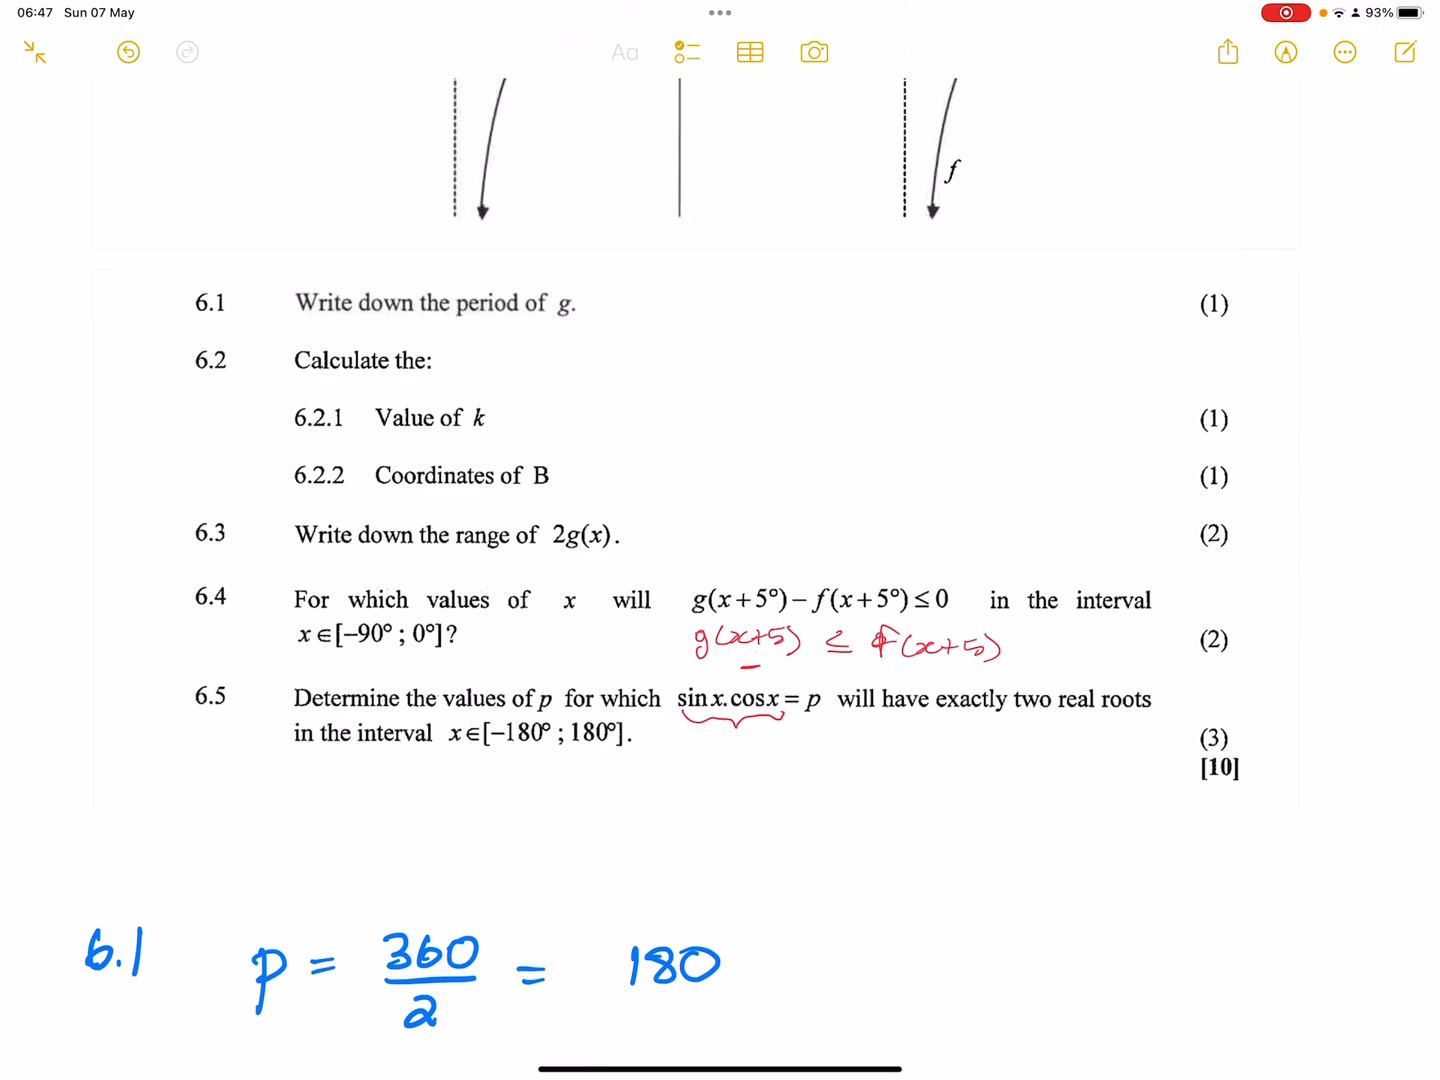 06:47 Sun 07 May
93%
Aa
f
6.1 Write down the period of g. (1)
6.2 Calculate the:
6.2.1 Value of k (1)
6.2.2 Coordinates of B (1)
6.3 Write down the range of 2g(x). (2)
6.4 For which values of x will g(x+5°)−f(x+5°)≤0 in the interval
x∈[−90° ; 0°]? (2)
g(x+5) ≤ f(x+5)
6.5 Determine the values of p for which sinx.cosx = p will have exactly two real roots
in the interval x∈[−180° ; 180°]. (3)
[10]
6.1 p = 360/2 = 180